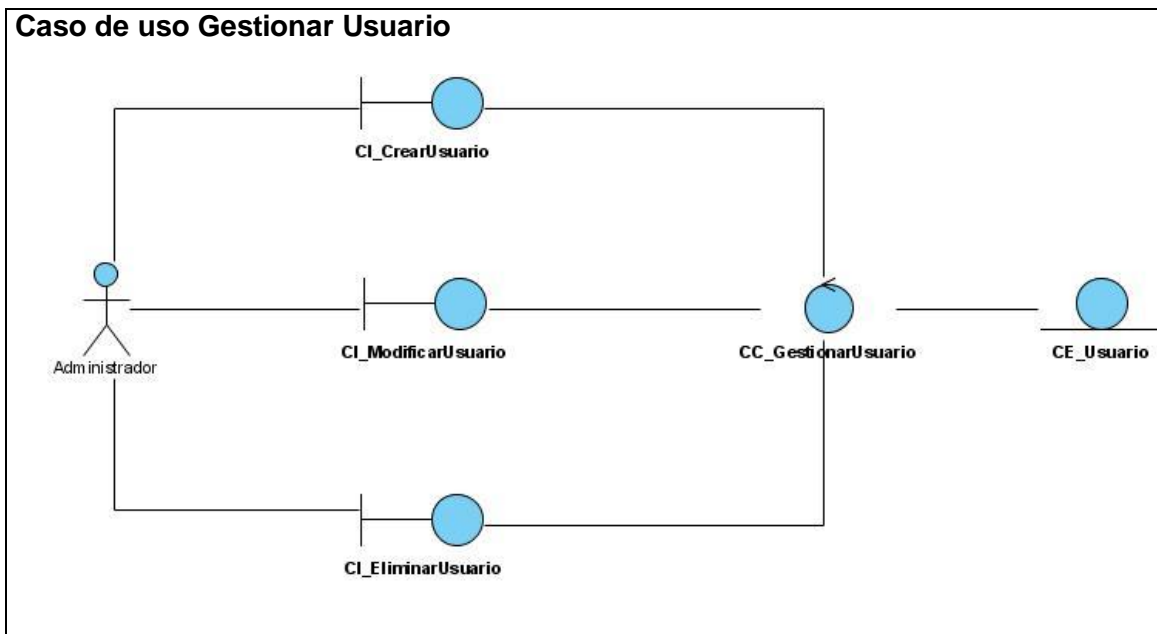 Caso de uso Gestionar Usuario
CI_CrearUsuario
Administrador
CI_ModificarUsuario
CC_GestionarUsuario
CE_Usuario
CI_EliminarUsuario